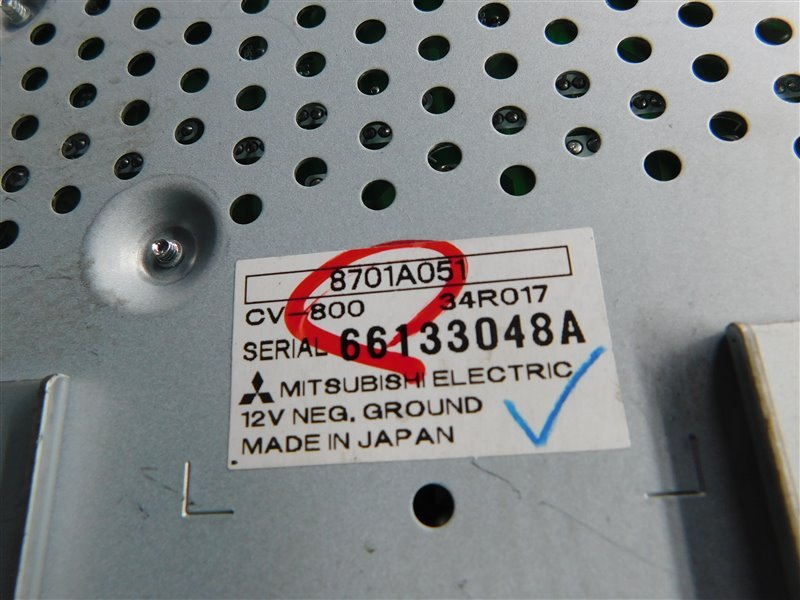 8701A051
CV-800 34R017
SERIAL 66133048A
MITSUBISHI ELECTRIC
12V NEG. GROUND
MADE IN JAPAN